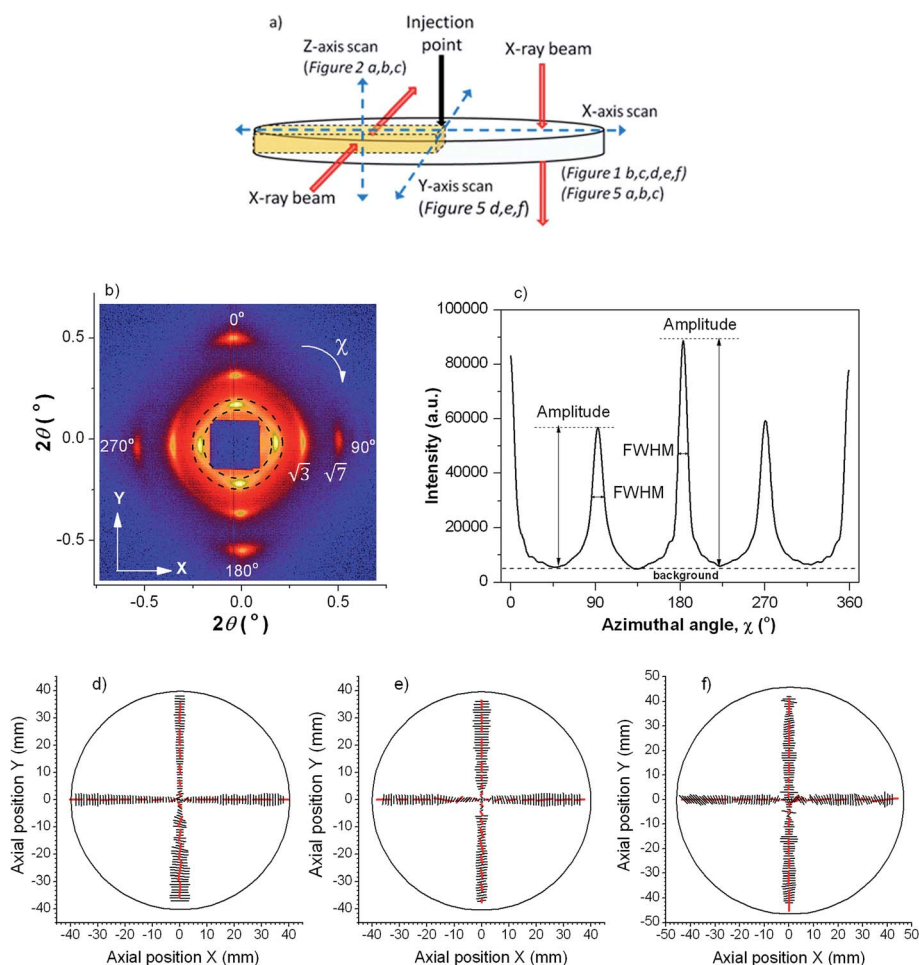 a)
Injection
point
Z-axis scan
(Figure 2 a,b,c)
X-ray beam
X-axis scan
X-ray beam
Y-axis scan
(Figure 5 d,e,f)
(Figure 1 b,c,d,e,f)
(Figure 5 a,b,c)
b)
2θ (°)
0.5
0.0
-0.5
0°
χ
270°
90°
√3
√7
Y
X
180°
-0.5
0.0
0.5
2θ (°)
c)
Intensity (a.u.)
100000
80000
60000
40000
20000
0
Amplitude
Amplitude
FWHM
FWHM
background
0
90
180
270
360
Azimuthal angle, χ (°)
d)
Axial position Y (mm)
40
30
20
10
0
-10
-20
-30
-40
-40 -30 -20 -10 0 10 20 30 40
Axial position X (mm)
e)
Axial position Y (mm)
40
30
20
10
0
-10
-20
-30
-40
-40 -30 -20 -10 0 10 20 30 40
Axial position X (mm)
f)
Axial position Y (mm)
50
40
30
20
10
0
-10
-20
-30
-40
-50
-50 -40 -30 -20 -10 0 10 20 30 40 50
Axial position X (mm)